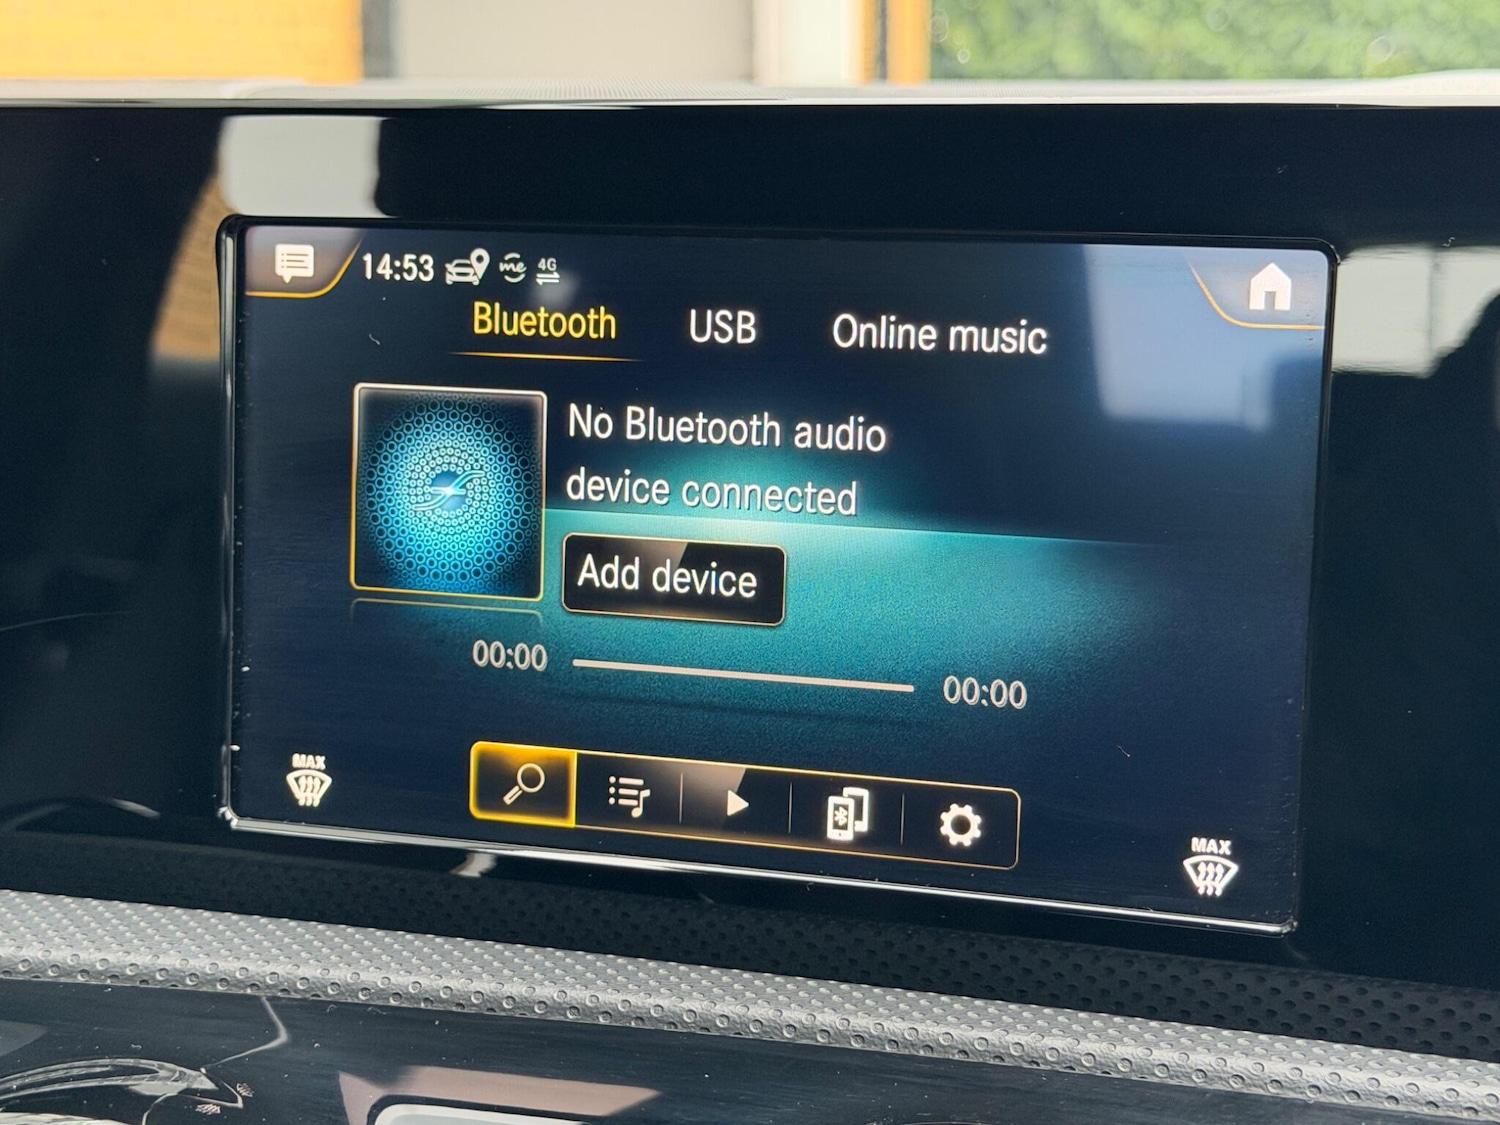 14:53 me 4G
Bluetooth USB Online music
No Bluetooth audio
device connected
Add device
00:00 00:00
MAX
MAX